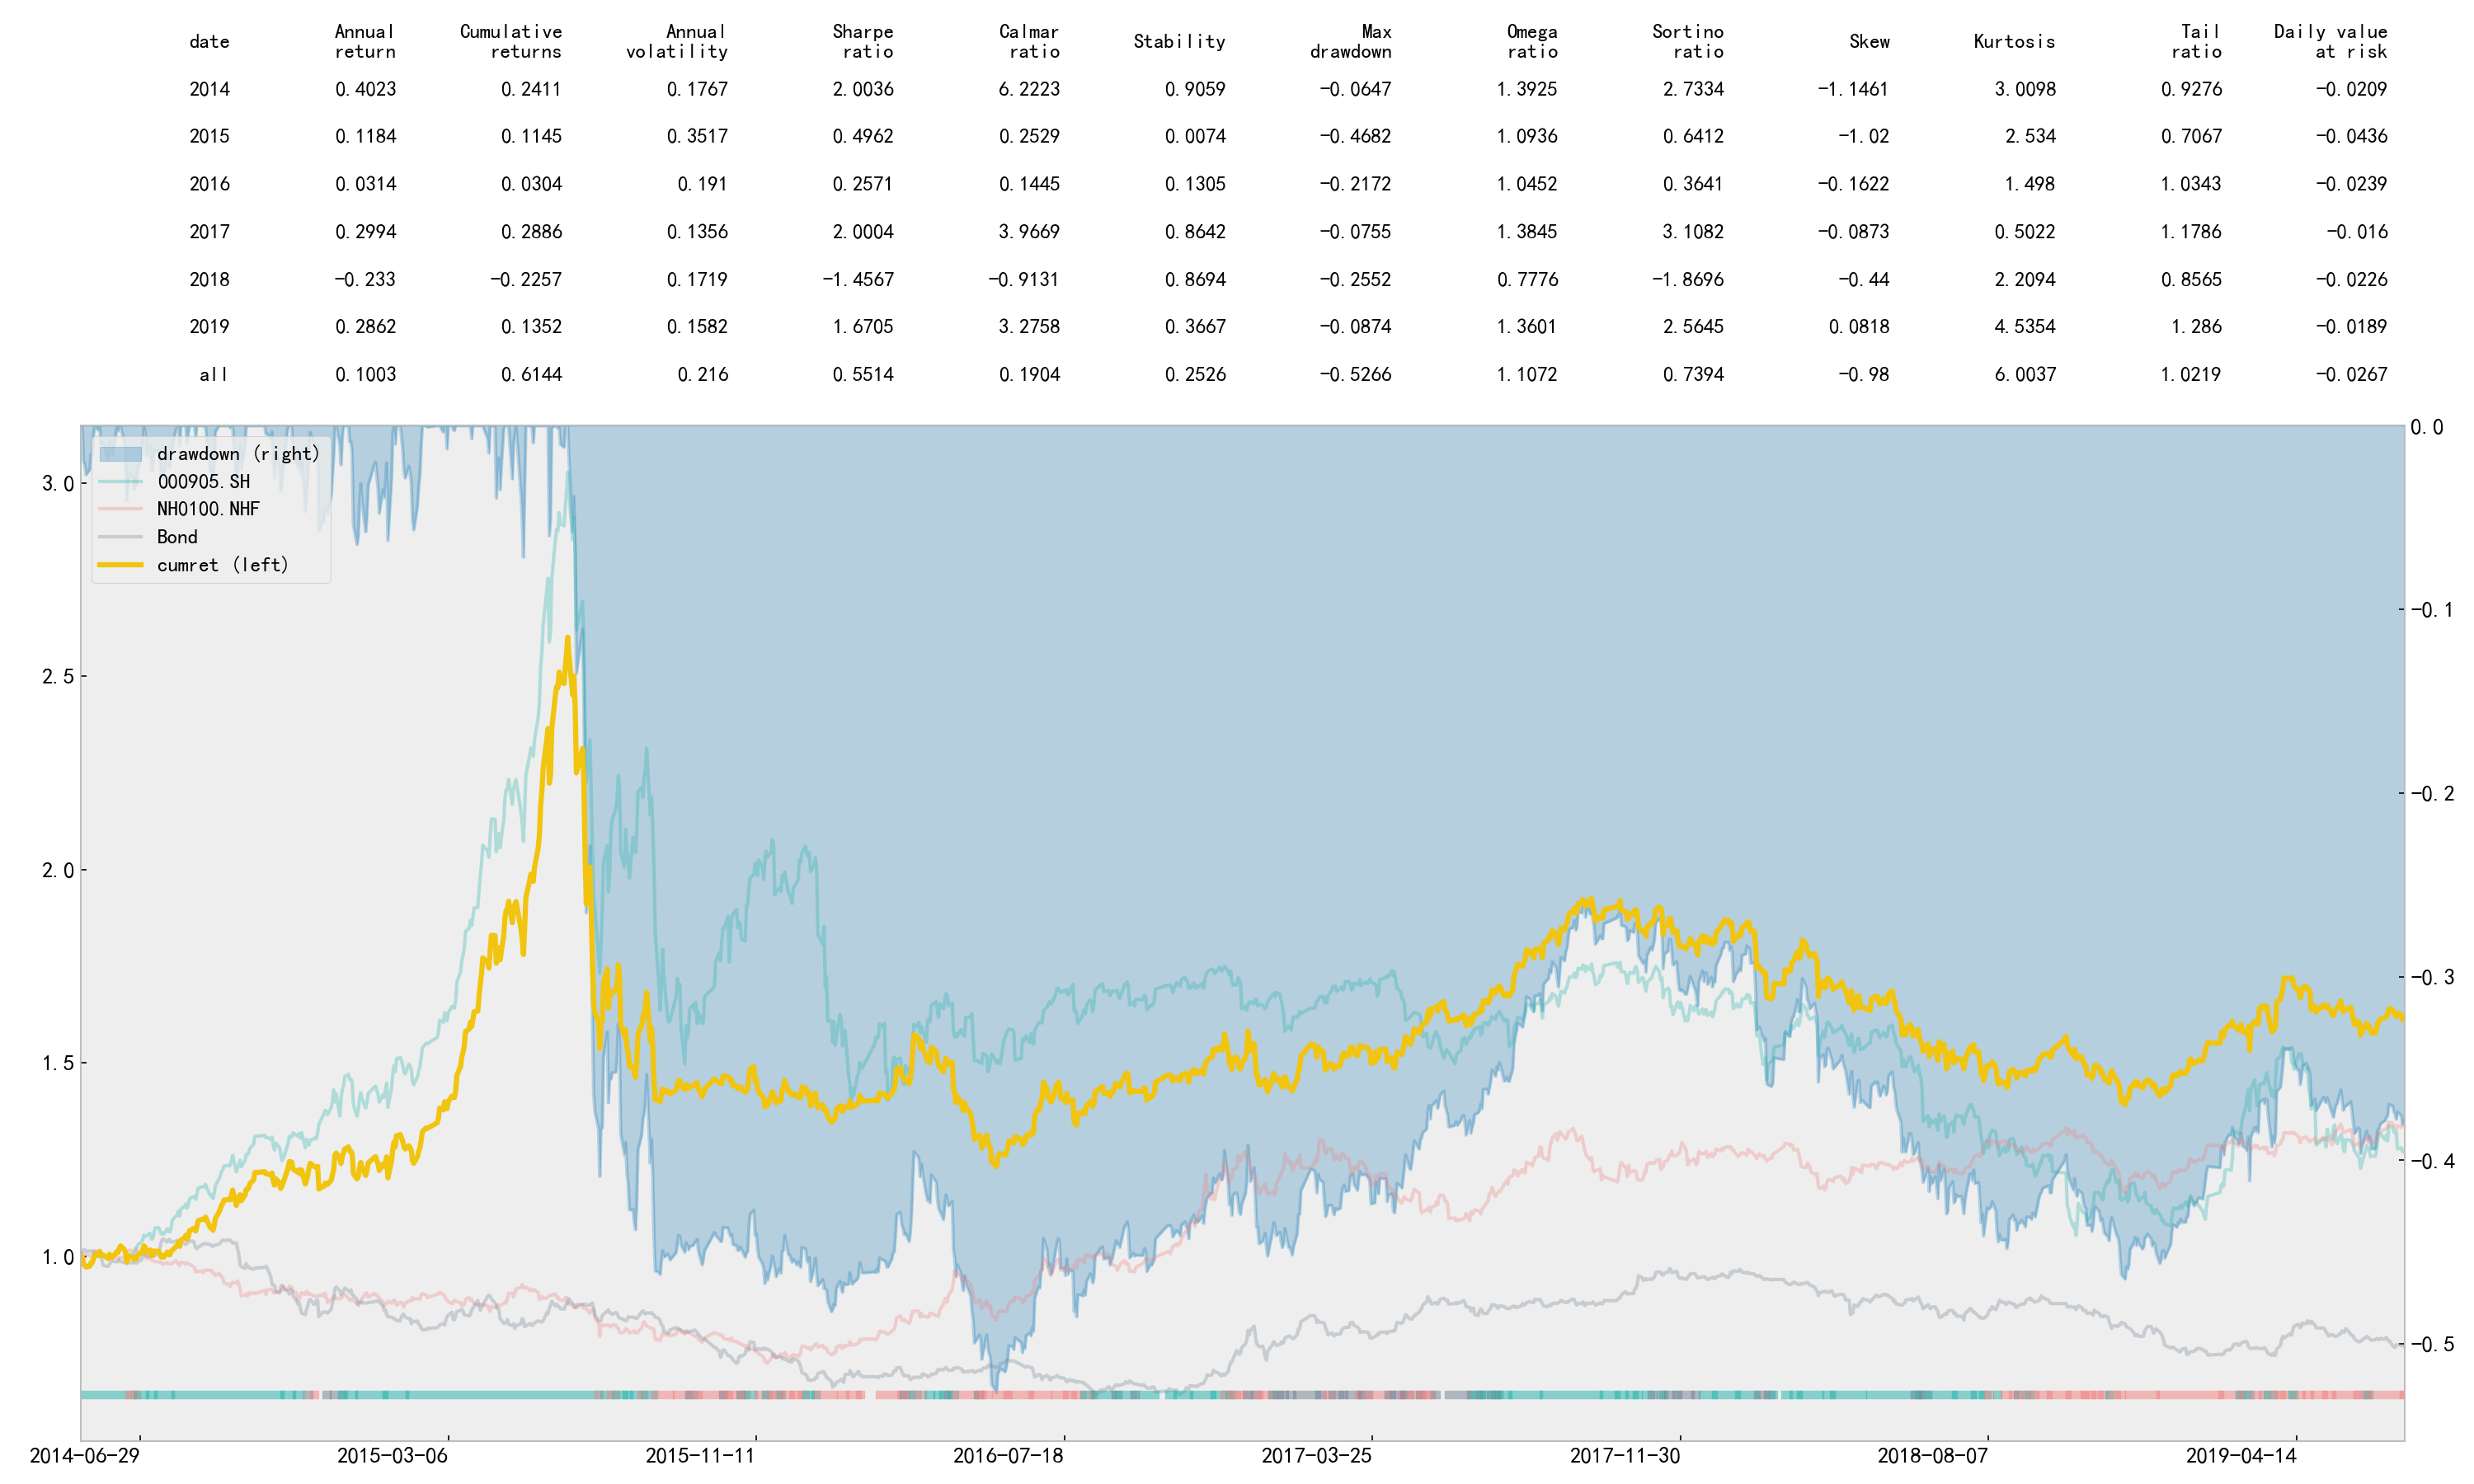 date Annual return Cumulative returns Annual volatility Sharpe ratio Calmar ratio Stability Max drawdown Omega ratio Sortino ratio Skew Kurtosis Tail ratio Daily value at risk
2014 0.4023 0.2411 0.1767 2.0036 6.2223 0.9059 −0.0647 1.3925 2.7334 −1.1461 3.0098 0.9276 −0.0209
2015 0.1184 0.1145 0.3517 0.4962 0.2529 0.0074 −0.4682 1.0936 0.6412 −1.02 2.534 0.7067 −0.0436
2016 0.0314 0.0304 0.191 0.2571 0.1445 0.1305 −0.2172 1.0452 0.3641 −0.1622 1.498 1.0343 −0.0239
2017 0.2994 0.2886 0.1356 2.0004 3.9669 0.8642 −0.0755 1.3845 3.1082 −0.0873 0.5022 1.1786 −0.016
2018 −0.233 −0.2257 0.1719 −1.4567 −0.9131 0.8694 −0.2552 0.7776 −1.8696 −0.44 2.2094 0.8565 −0.0226
2019 0.2862 0.1352 0.1582 1.6705 3.2758 0.3667 −0.0874 1.3601 2.5645 0.0818 4.5354 1.286 −0.0189
all 0.1003 0.6144 0.216 0.5514 0.1904 0.2526 −0.5266 1.1072 0.7394 −0.98 6.0037 1.0219 −0.0267
drawdown (right)
000905.SH
NH0100.NHF
Bond
cumret (left)
3.0
2.5
2.0
1.5
1.0
0.0
−0.1
−0.2
−0.3
−0.4
−0.5
2014−06−29 2015−03−06 2015−11−11 2016−07−18 2017−03−25 2017−11−30 2018−08−07 2019−04−14